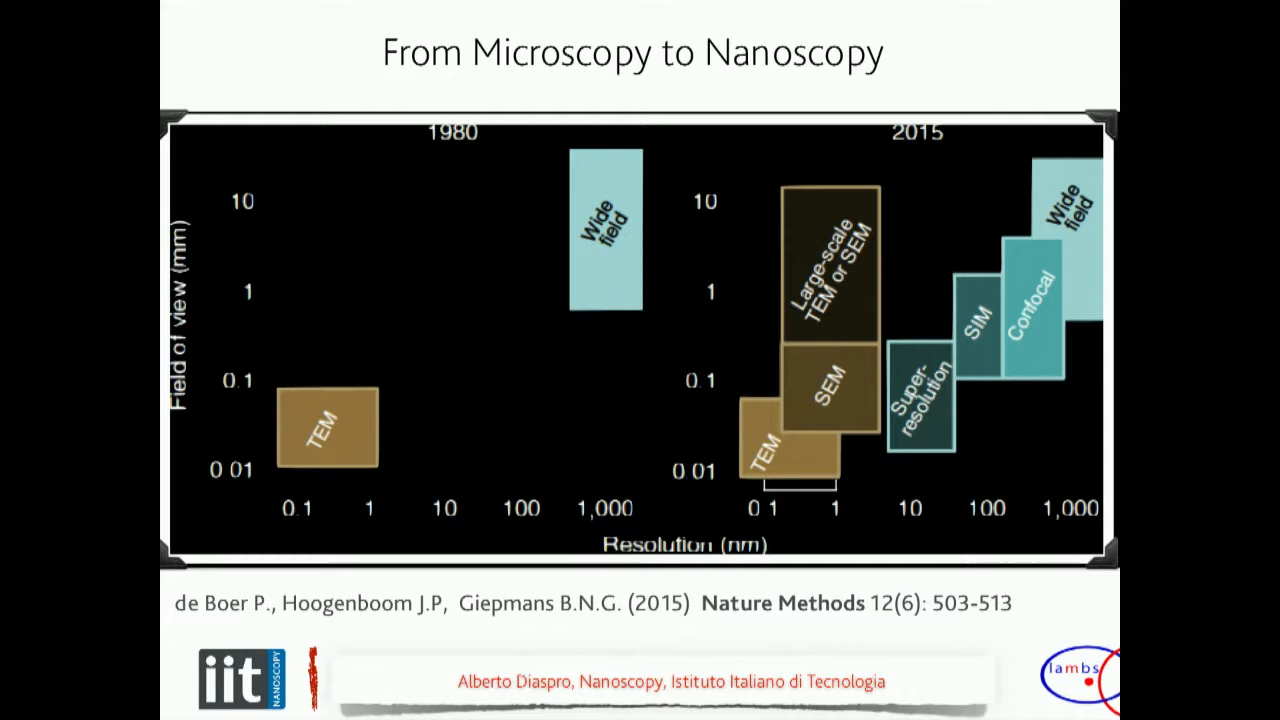 From Microscopy to Nanoscopy
1980
2015
Field of view (mm)
10
1
0.1
0 01
Wide
field
TEM
0.1
1
10
100
1,000
10
1
0.1
0 01
Large-scale
TEM or SEM
SEM
TEM
Super-
resolution
SIM
Confocal
Wide
field
0 1
1
10
100
1,000
Resolution (nm)
de Boer P., Hoogenboom J.P, Giepmans B.N.G. (2015) Nature Methods 12(6): 503-513
iit
NANOSCOPY
Alberto Diaspro, Nanoscopy, Istituto Italiano di Tecnologia
lambs